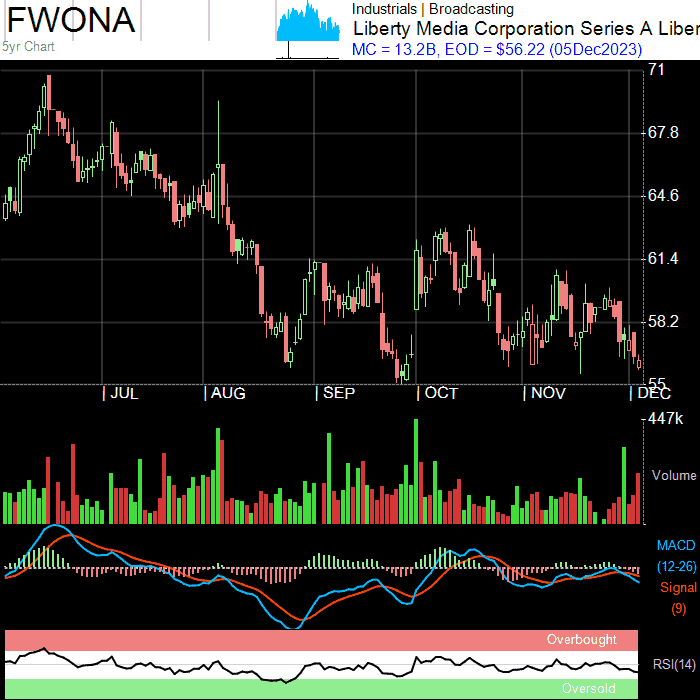 FWONA
5yr Chart
Industrials | Broadcasting
Liberty Media Corporation Series A Liber
MC = 13.2B, EOD = $56.22 (05Dec2023)
71
67.8
64.6
61.4
58.2
55
JUL AUG SEP OCT NOV DEC
447k
Volume
MACD
(12-26)
Signal
(9)
Overbought
RSI(14)
Oversold